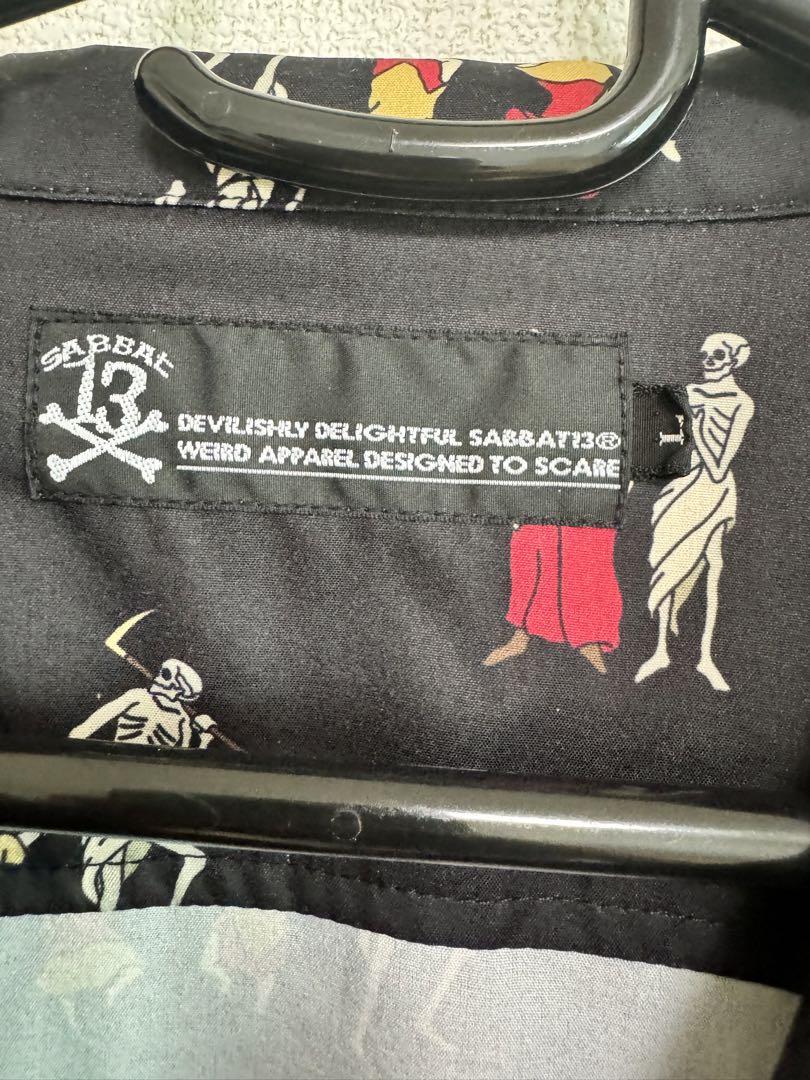 SABBAT
13
DEVILISHLY DELIGHTFUL SABBAT13®
WEIRD APPAREL DESIGNED TO SCARE
L